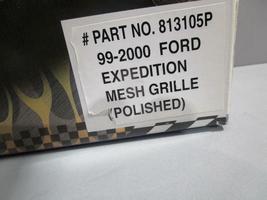 # PART NO. 813105P
99-2000 FORD
EXPEDITION
MESH GRILLE
(POLISHED)